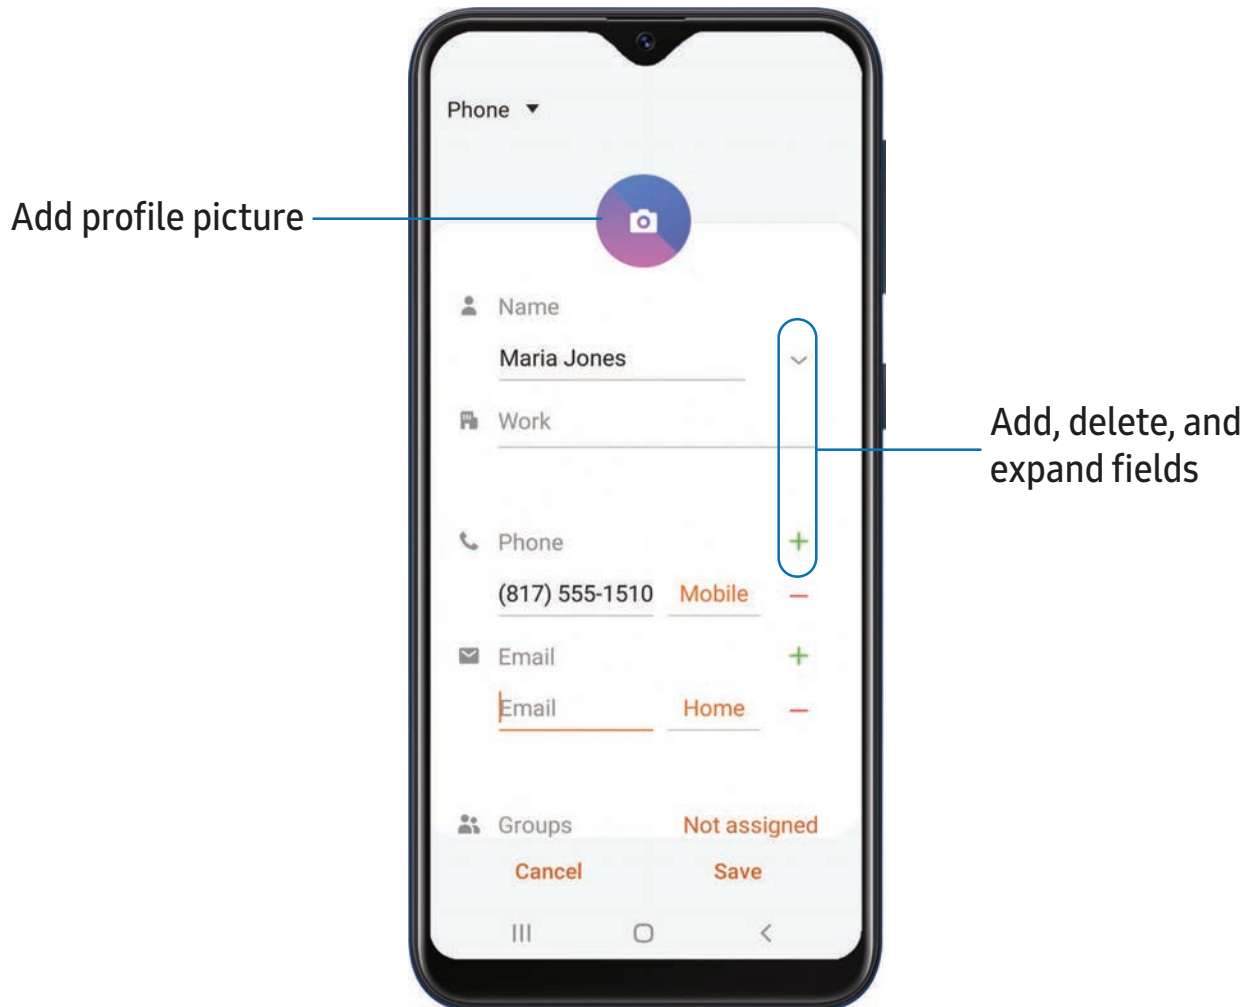 Phone
Add profile picture
Name
Maria Jones
Work
Add, delete, and
expand fields
Phone
(817) 555-1510 Mobile
Email
Email Home
Groups Not assigned
Cancel Save